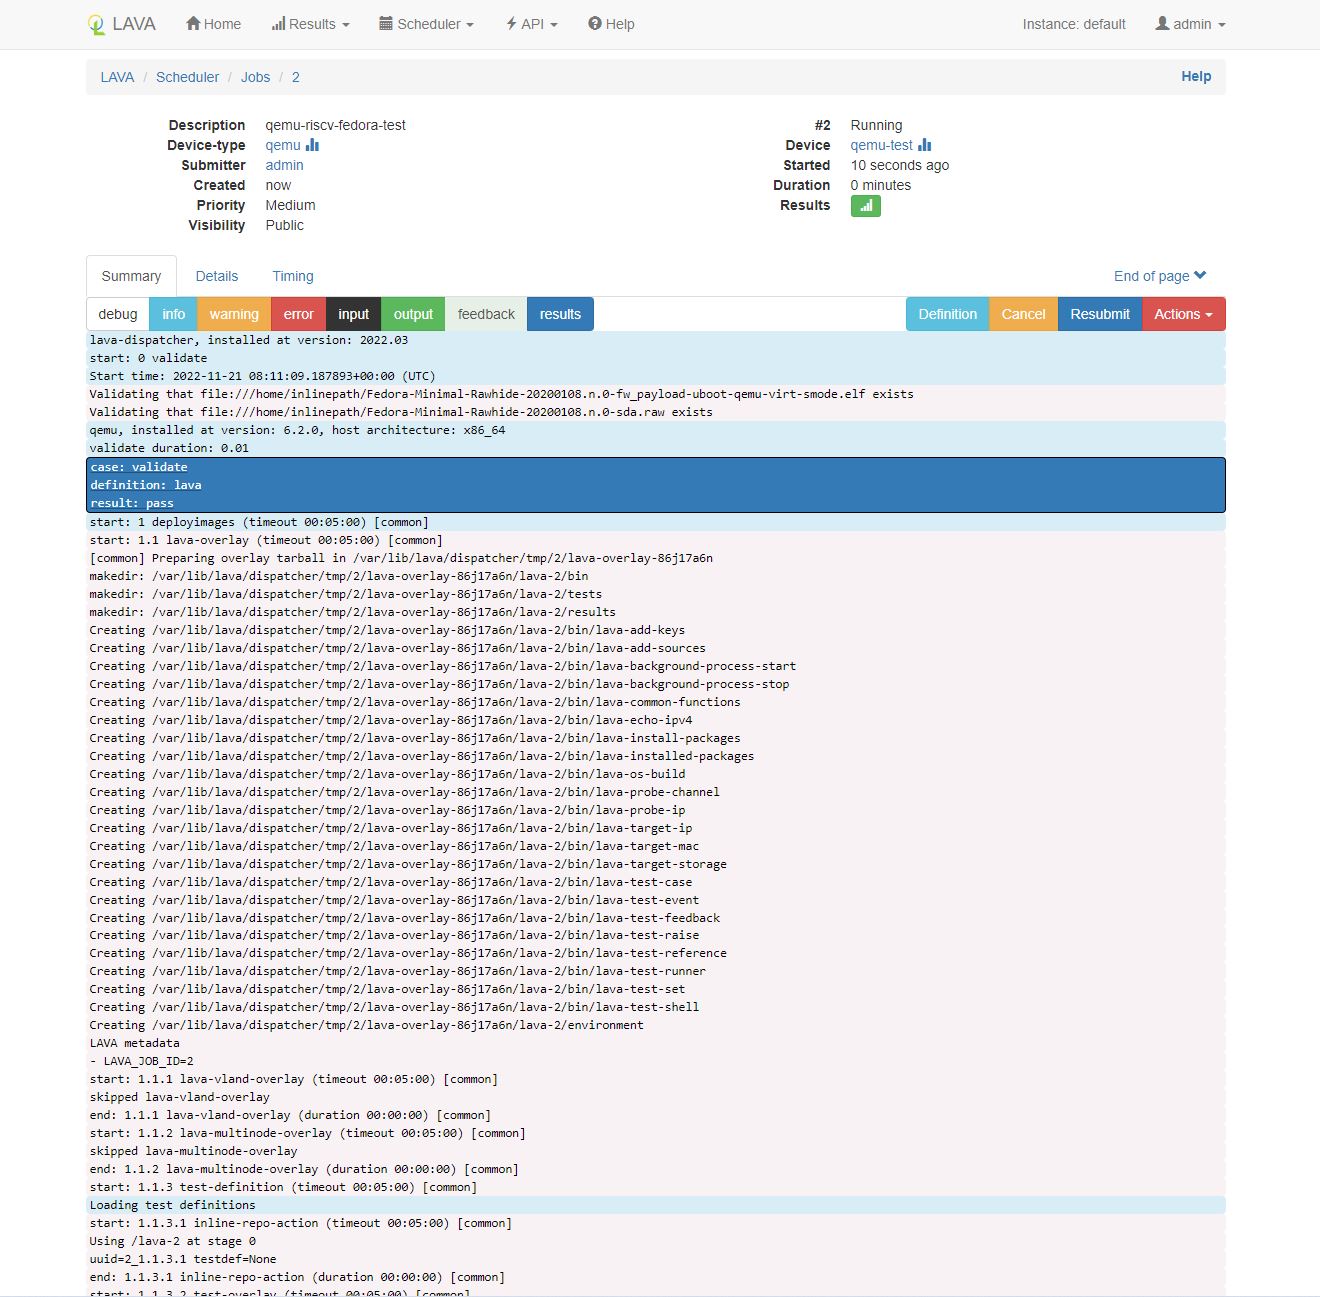 LAVA Home Results Scheduler API Help Instance: default admin
LAVA / Scheduler / Jobs / 2 Help
Description qemu-riscv-fedora-test
Device-type qemu
Submitter admin
Created now
Priority Medium
Visibility Public
#2 Running
Device qemu-test
Started 10 seconds ago
Duration 0 minutes
Results
Summary Details Timing End of page
debug info warning error input output feedback results Definition Cancel Resubmit Actions
lava-dispatcher, installed at version: 2022.03
start: 0 validate
Start time: 2022-11-21 08:11:09.187893+00:00 (UTC)
Validating that file:///home/inlinepath/Fedora-Minimal-Rawhide-20200108.n.0-fw_payload-uboot-qemu-virt-smode.elf exists
Validating that file:///home/inlinepath/Fedora-Minimal-Rawhide-20200108.n.0-sda.raw exists
qemu, installed at version: 6.2.0, host architecture: x86_64
validate duration: 0.01
case: validate
definition: lava
result: pass
start: 1 deployimages (timeout 00:05:00) [common]
start: 1.1 lava-overlay (timeout 00:05:00) [common]
[common] Preparing overlay tarball in /var/lib/lava/dispatcher/tmp/2/lava-overlay-86j17a6n
makedir: /var/lib/lava/dispatcher/tmp/2/lava-overlay-86j17a6n/lava-2/bin
makedir: /var/lib/lava/dispatcher/tmp/2/lava-overlay-86j17a6n/lava-2/tests
makedir: /var/lib/lava/dispatcher/tmp/2/lava-overlay-86j17a6n/lava-2/results
Creating /var/lib/lava/dispatcher/tmp/2/lava-overlay-86j17a6n/lava-2/bin/lava-add-keys
Creating /var/lib/lava/dispatcher/tmp/2/lava-overlay-86j17a6n/lava-2/bin/lava-add-sources
Creating /var/lib/lava/dispatcher/tmp/2/lava-overlay-86j17a6n/lava-2/bin/lava-background-process-start
Creating /var/lib/lava/dispatcher/tmp/2/lava-overlay-86j17a6n/lava-2/bin/lava-background-process-stop
Creating /var/lib/lava/dispatcher/tmp/2/lava-overlay-86j17a6n/lava-2/bin/lava-common-functions
Creating /var/lib/lava/dispatcher/tmp/2/lava-overlay-86j17a6n/lava-2/bin/lava-echo-ipv4
Creating /var/lib/lava/dispatcher/tmp/2/lava-overlay-86j17a6n/lava-2/bin/lava-install-packages
Creating /var/lib/lava/dispatcher/tmp/2/lava-overlay-86j17a6n/lava-2/bin/lava-installed-packages
Creating /var/lib/lava/dispatcher/tmp/2/lava-overlay-86j17a6n/lava-2/bin/lava-os-build
Creating /var/lib/lava/dispatcher/tmp/2/lava-overlay-86j17a6n/lava-2/bin/lava-probe-channel
Creating /var/lib/lava/dispatcher/tmp/2/lava-overlay-86j17a6n/lava-2/bin/lava-probe-ip
Creating /var/lib/lava/dispatcher/tmp/2/lava-overlay-86j17a6n/lava-2/bin/lava-target-ip
Creating /var/lib/lava/dispatcher/tmp/2/lava-overlay-86j17a6n/lava-2/bin/lava-target-mac
Creating /var/lib/lava/dispatcher/tmp/2/lava-overlay-86j17a6n/lava-2/bin/lava-target-storage
Creating /var/lib/lava/dispatcher/tmp/2/lava-overlay-86j17a6n/lava-2/bin/lava-test-case
Creating /var/lib/lava/dispatcher/tmp/2/lava-overlay-86j17a6n/lava-2/bin/lava-test-event
Creating /var/lib/lava/dispatcher/tmp/2/lava-overlay-86j17a6n/lava-2/bin/lava-test-feedback
Creating /var/lib/lava/dispatcher/tmp/2/lava-overlay-86j17a6n/lava-2/bin/lava-test-raise
Creating /var/lib/lava/dispatcher/tmp/2/lava-overlay-86j17a6n/lava-2/bin/lava-test-reference
Creating /var/lib/lava/dispatcher/tmp/2/lava-overlay-86j17a6n/lava-2/bin/lava-test-runner
Creating /var/lib/lava/dispatcher/tmp/2/lava-overlay-86j17a6n/lava-2/bin/lava-test-set
Creating /var/lib/lava/dispatcher/tmp/2/lava-overlay-86j17a6n/lava-2/bin/lava-test-shell
Creating /var/lib/lava/dispatcher/tmp/2/lava-overlay-86j17a6n/lava-2/environment
LAVA metadata
- LAVA_JOB_ID=2
start: 1.1.1 lava-vland-overlay (timeout 00:05:00) [common]
skipped lava-vland-overlay
end: 1.1.1 lava-vland-overlay (duration 00:00:00) [common]
start: 1.1.2 lava-multinode-overlay (timeout 00:05:00) [common]
skipped lava-multinode-overlay
end: 1.1.2 lava-multinode-overlay (duration 00:00:00) [common]
start: 1.1.3 test-definition (timeout 00:05:00) [common]
Loading test definitions
start: 1.1.3.1 inline-repo-action (timeout 00:05:00) [common]
Using /lava-2 at stage 0
uuid=2_1.1.3.1 testdef=None
end: 1.1.3.1 inline-repo-action (duration 00:00:00) [common]
start: 1.1.3.2 test-overlay (timeout 00:05:00) [common]